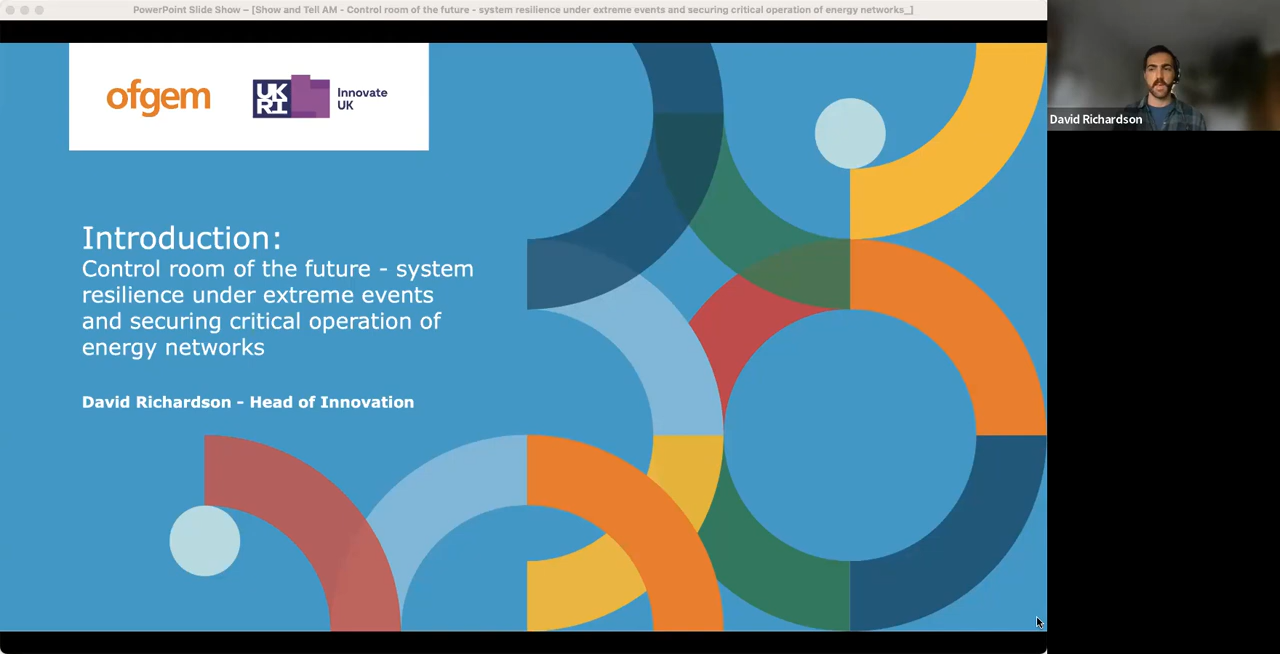 PowerPoint Slide Show – [Show and Tell AM - Control room of the future - system resilience under extreme events and securing critical operation of energy networks_]
ofgem
UK
RI
Innovate
UK
David Richardson
Introduction:
Control room of the future - system
resilience under extreme events
and securing critical operation of
energy networks
David Richardson - Head of Innovation